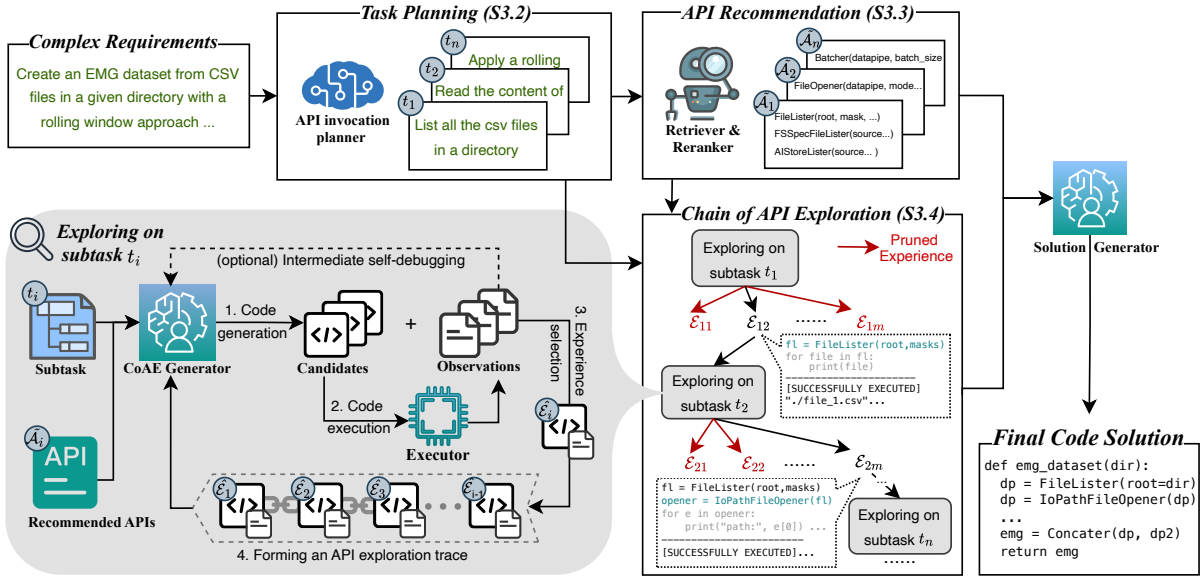 Complex Requirements
Create an EMG dataset from CSV
files in a given directory with a
rolling window approach ...
Task Planning (S3.2)
API invocation
planner
tₙ
Apply a rolling
t₂
Read the content of
t₁
List all the csv files
in a directory
API Recommendation (S3.3)
Retriever &
Reranker
Ãₙ
Batcher(datapipe, batch_size
Ã₂
FileOpener(datapipe, mode...
Ã₁
FileLister(root, mask, ...)
FSSpecFileLister(source...)
AIStoreLister(source... )
Solution Generator
Final Code Solution
def emg_dataset(dir):
dp = FileLister(root=dir)
dp = IoPathFileOpener(dp)
...
emg = Concater(dp, dp2)
return emg
Exploring on
subtask tᵢ
(optional) Intermediate self-debugging
tᵢ
Subtask
CoAE Generator
1. Code
generation
Candidates
+
Observations
3. Experience
selection
2. Code
execution
Executor
Ê_i
Ã_i
API
Recommended APIs
Ê₁
Ê₂
Ê₃
...
Ê_{i-1}
4. Forming an API exploration trace
Chain of API Exploration (S3.4)
Exploring on
subtask t₁
Pruned
Experience
ℰ₁₁
ℰ₁₂
......
ℰ₁ₘ
fl = FileLister(root,masks)
for file in fl:
print(file)
[SUCCESSFULLY EXECUTED]
"./file_1.csv"...
Exploring on
subtask t₂
ℰ₂₁
ℰ₂₂
......
ℰ₂ₘ
fl = FileLister(root,masks)
opener = IoPathFileOpener(fl)
for e in opener:
print("path:", e[0]) ...
[SUCCESSFULLY EXECUTED]...
Exploring on
subtask tₙ
......